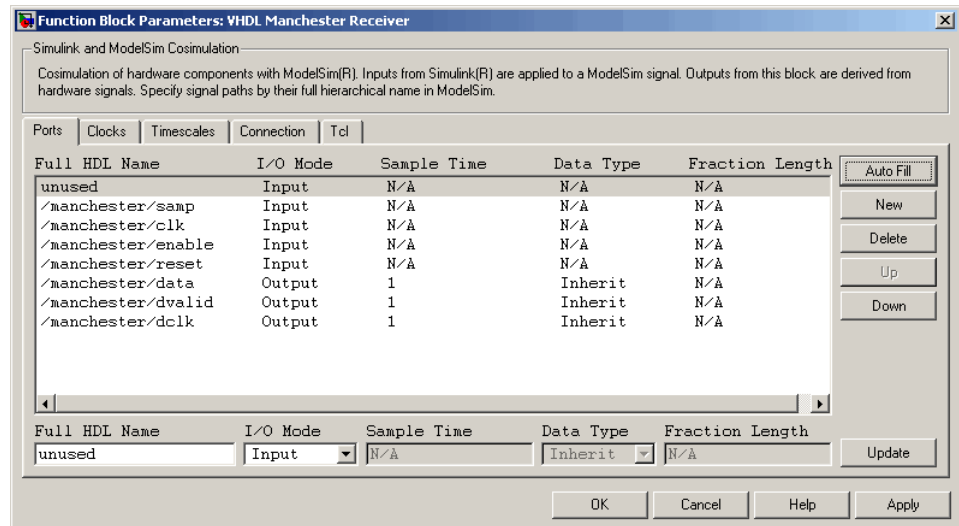 Function Block Parameters: VHDL Manchester Receiver
Simulink and ModelSim Cosimulation
Cosimulation of hardware components with ModelSim(R). Inputs from Simulink(R) are applied to a ModelSim signal. Outputs from this block are derived from
hardware signals. Specify signal paths by their full hierarchical name in ModelSim.
Ports Clocks Timescales Connection Tcl
Full HDL Name I/O Mode Sample Time Data Type Fraction Length Auto Fill
unused Input N/A N/A N/A
/manchester/samp Input N/A N/A N/A New
/manchester/clk Input N/A N/A N/A
/manchester/enable Input N/A N/A N/A Delete
/manchester/reset Input N/A N/A N/A Up
/manchester/data Output 1 Inherit N/A
/manchester/dvalid Output 1 Inherit N/A Down
/manchester/dclk Output 1 Inherit N/A
Full HDL Name I/O Mode Sample Time Data Type Fraction Length
unused Input N/A Inherit N/A Update
OK Cancel Help Apply